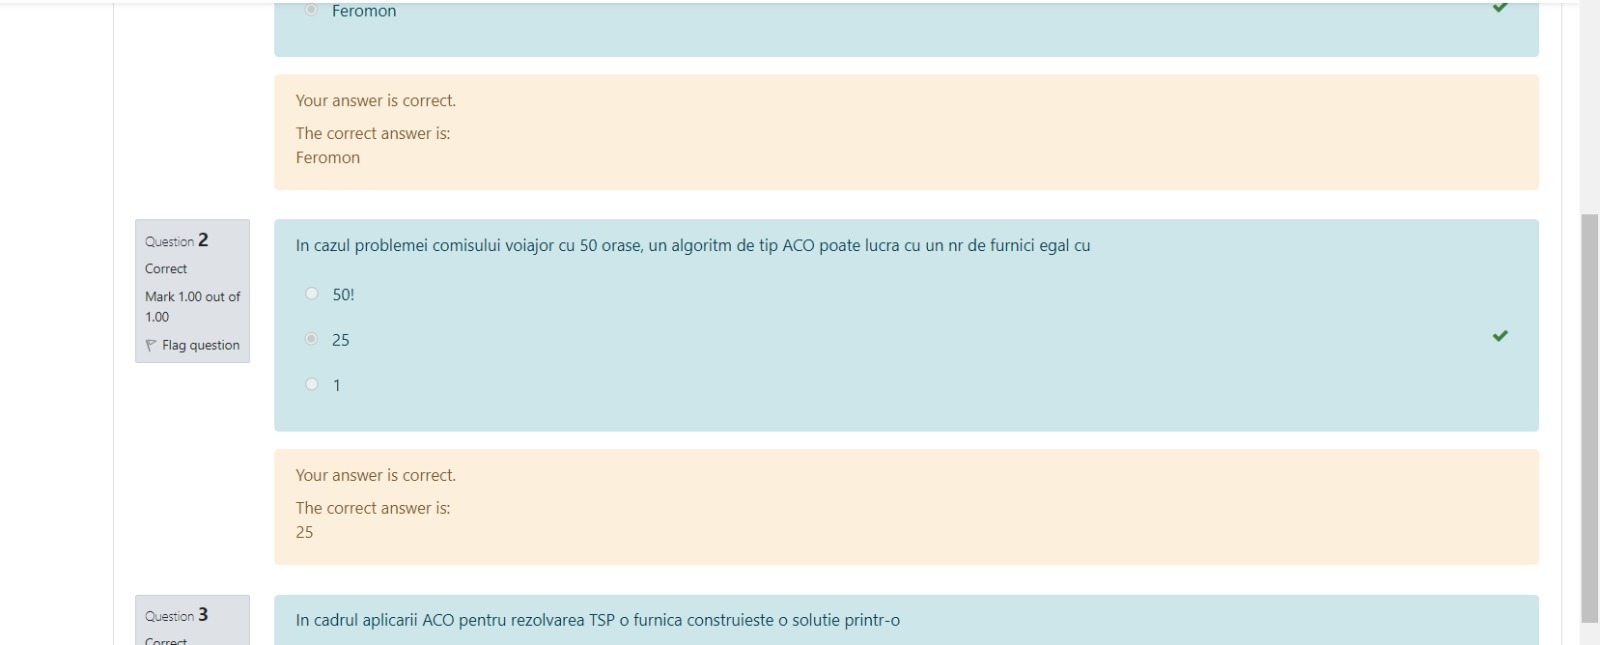 Feromon
Your answer is correct.
The correct answer is:
Feromon
Question 2
Correct
Mark 1.00 out of
1.00
Flag question
In cazul problemei comisului voiajor cu 50 orase, un algoritm de tip ACO poate lucra cu un nr de furnici egal cu
50!
25
1
Your answer is correct.
The correct answer is:
25
Question 3
Correct
In cadrul aplicarii ACO pentru rezolvarea TSP o furnica construieste o solutie printr-o